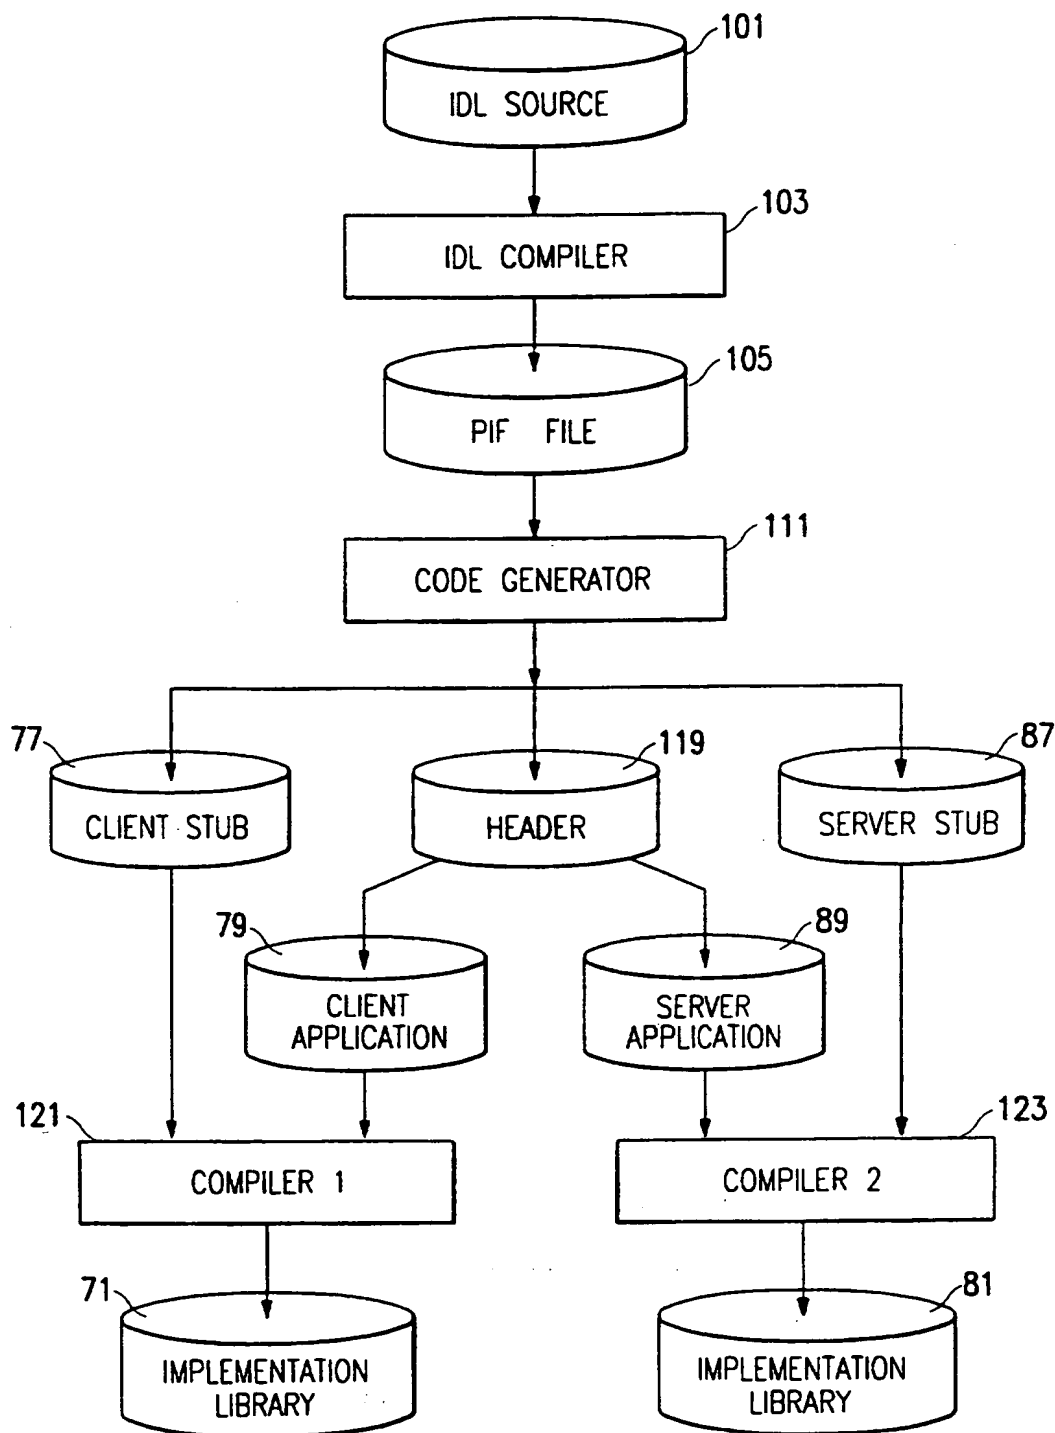 101
IDL SOURCE
103
IDL COMPILER
105
PIF FILE
111
CODE GENERATOR
77
119
87
CLIENT STUB
HEADER
SERVER STUB
79
89
CLIENT
APPLICATION
SERVER
APPLICATION
121
123
COMPILER 1
COMPILER 2
71
81
IMPLEMENTATION
LIBRARY
IMPLEMENTATION
LIBRARY